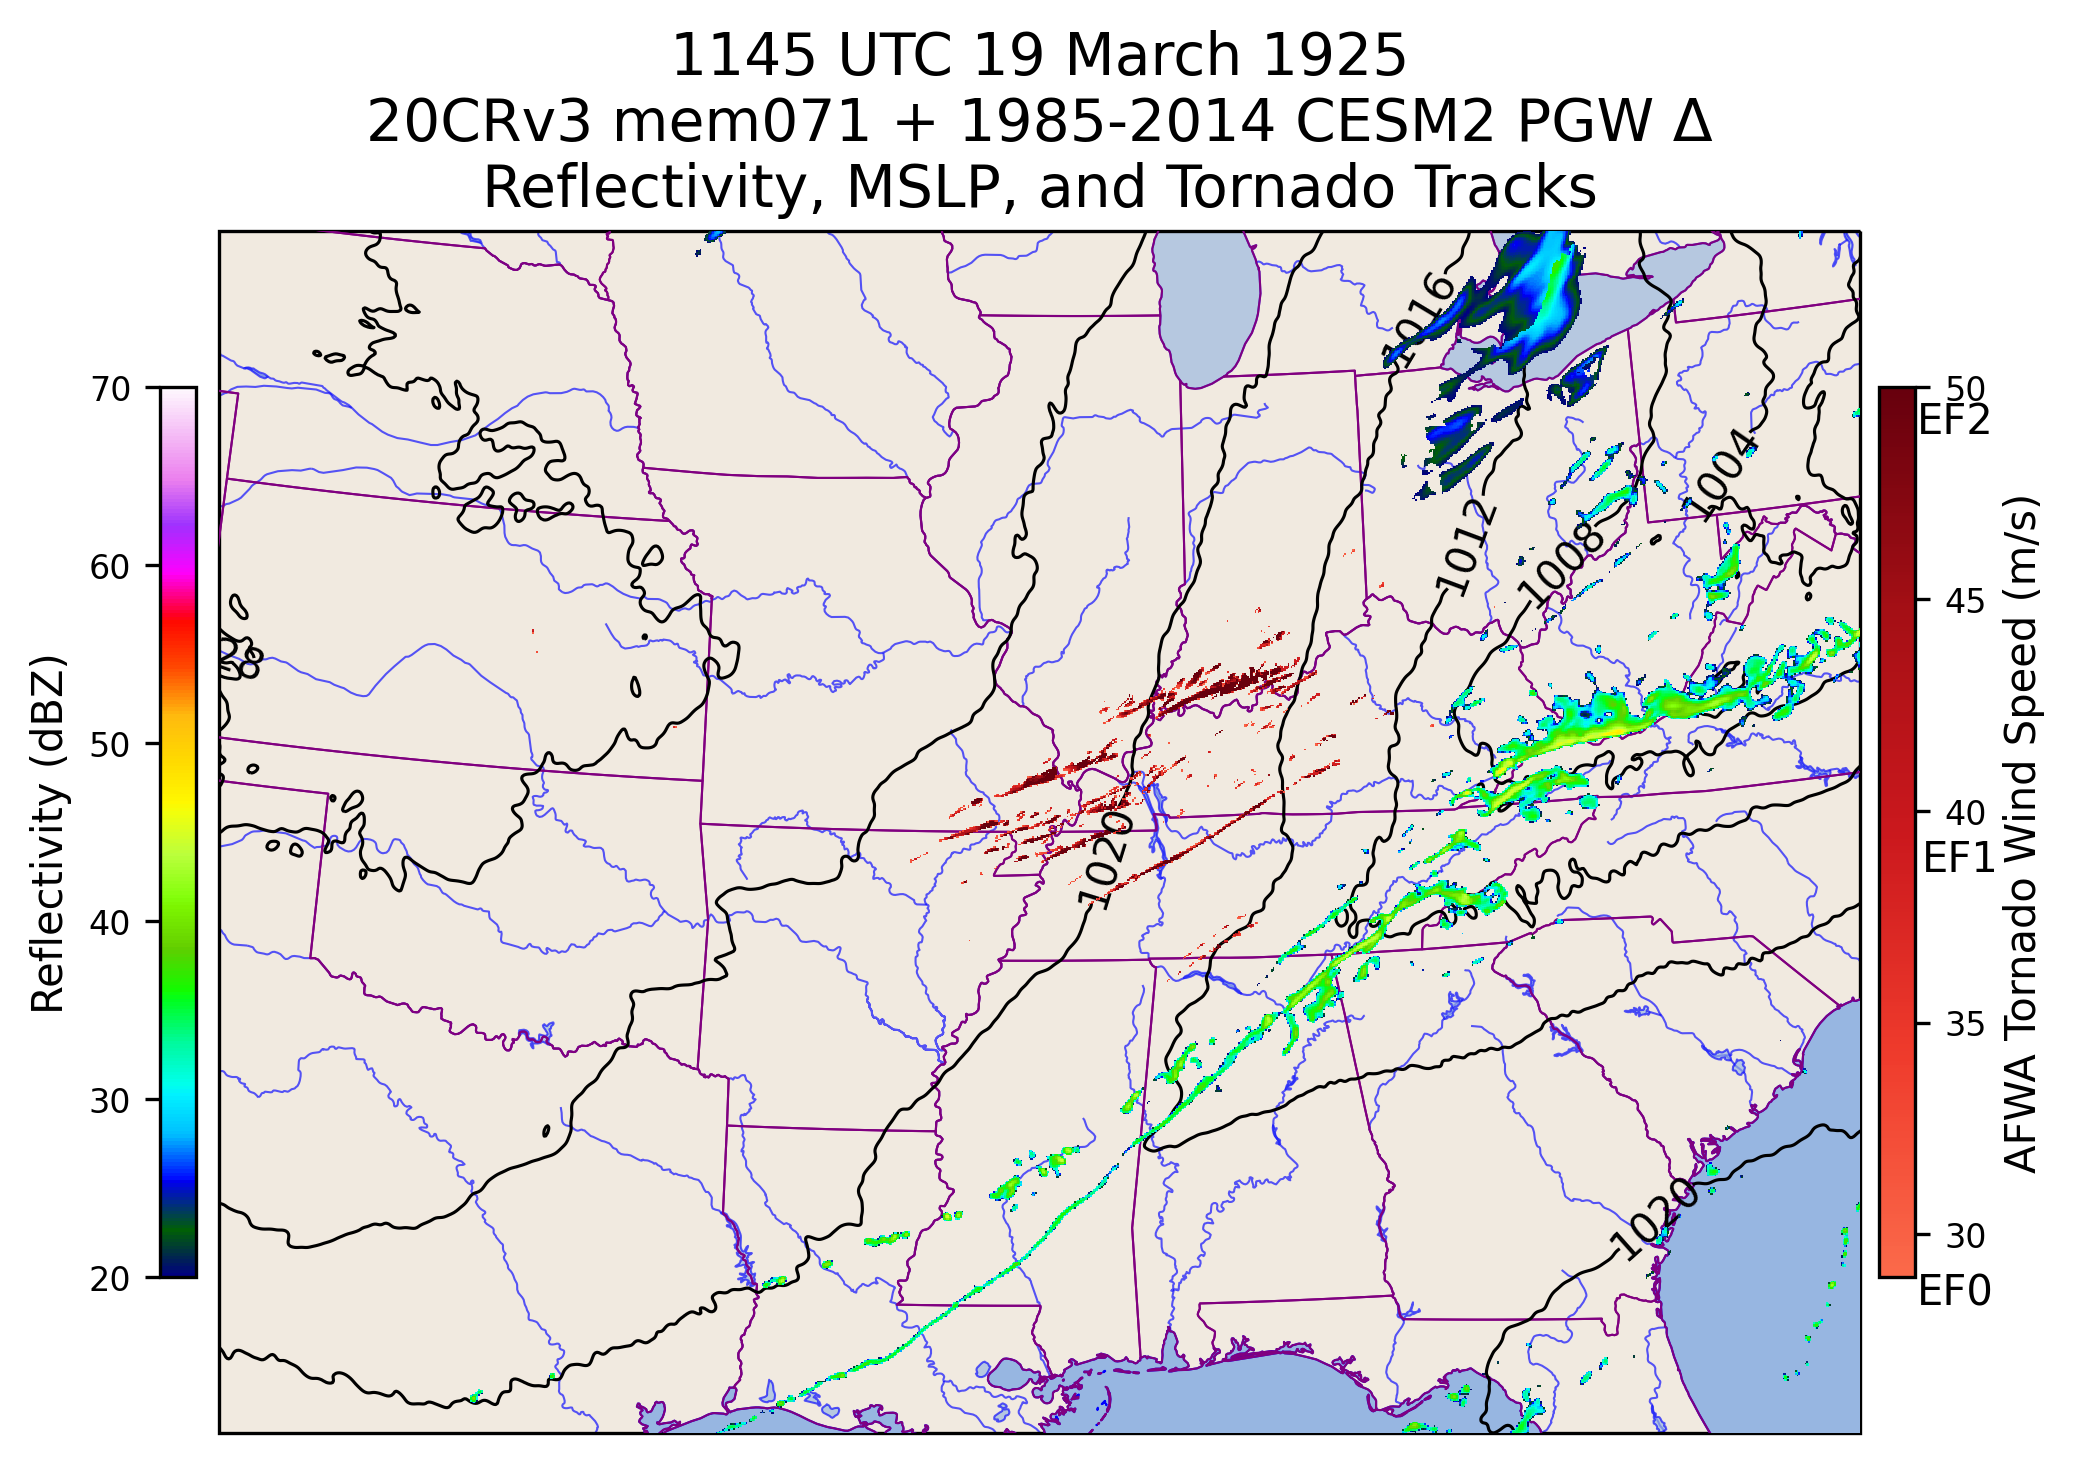 1145 UTC 19 March 1925
20CRv3 mem071 + 1985-2014 CESM2 PGW Δ
Reflectivity, MSLP, and Tornado Tracks
Reflectivity (dBZ)
70
60
50
40
30
20
1016
1004
1012
1008
1020
1020
50
EF2
45
40
EF1
35
30
EF0
AFWA Tornado Wind Speed (m/s)